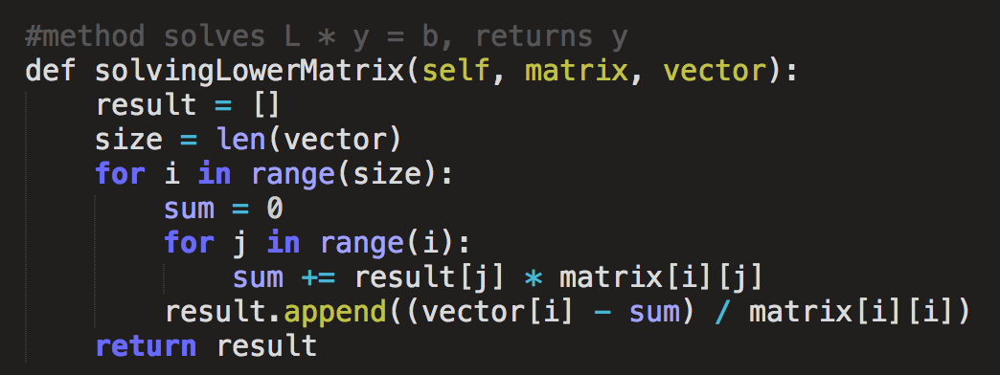 #method solves L * y = b, returns y
def solvingLowerMatrix(self, matrix, vector):
    result = []
    size = len(vector)
    for i in range(size):
        sum = 0
        for j in range(i):
            sum += result[j] * matrix[i][j]
        result.append((vector[i] - sum) / matrix[i][i])
    return result